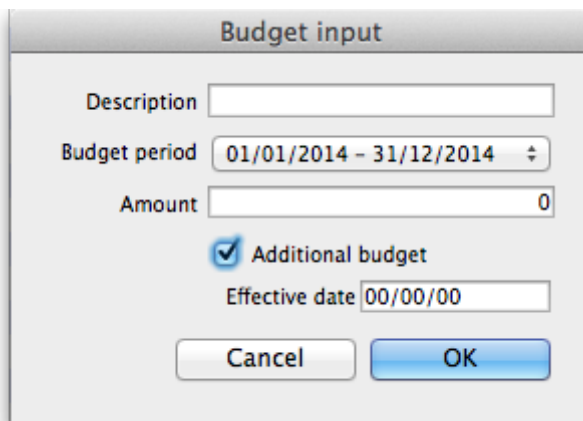 Budget input
Description
Budget period 01/01/2014 – 31/12/2014
Amount 0
Additional budget
Effective date 00/00/00
Cancel OK